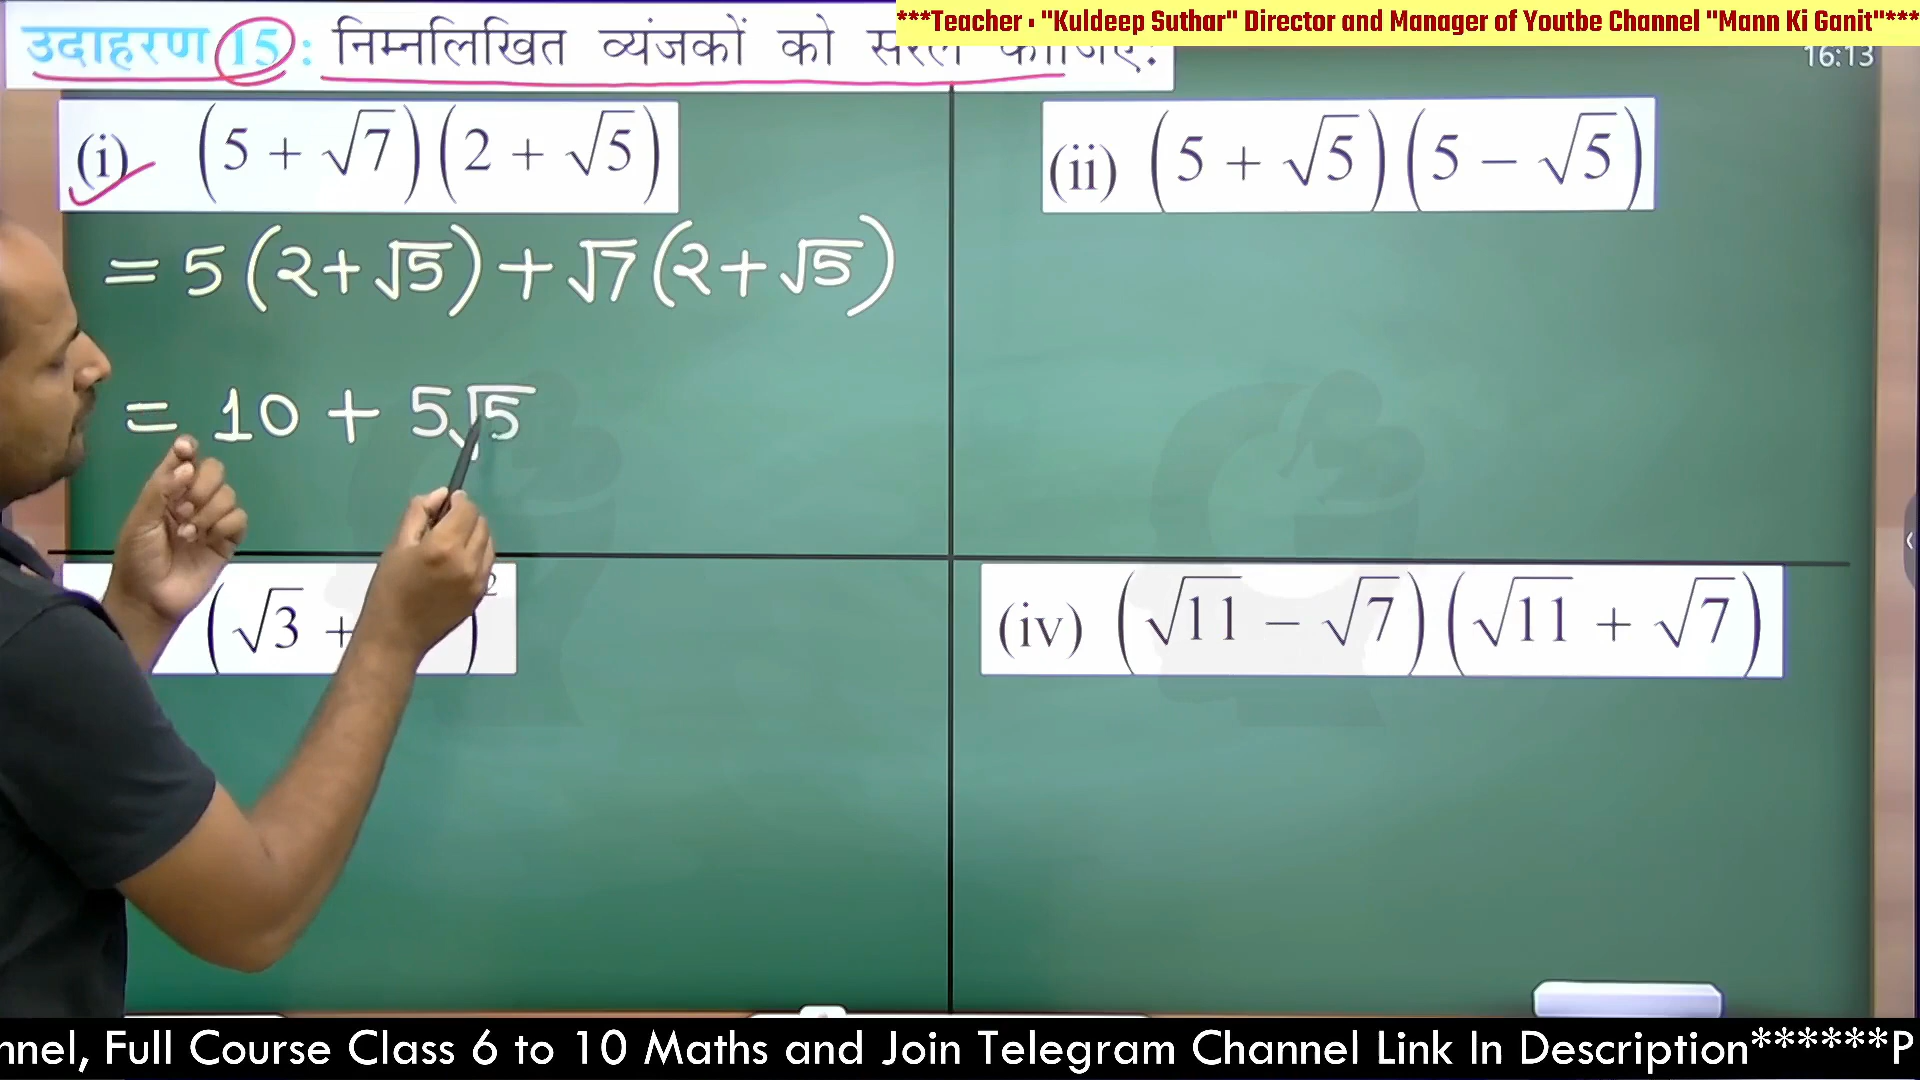 ***Teacher : "Kuldeep Suthar" Director and Manager of Youtbe Channel "Mann Ki Ganit"***
16:13
उदाहरण 15 : निम्नलिखित व्यंजकों को सरल कीजिए:
(i) (5 + √7)(2 + √5)
= 5(2+√5)+√7(2+√5)
= 10 + 5√5
(ii) (5 + √5)(5 − √5)
(√3 + )²
(iv) (√11 − √7)(√11 + √7)
nnel, Full Course Class 6 to 10 Maths and Join Telegram Channel Link In Description******P